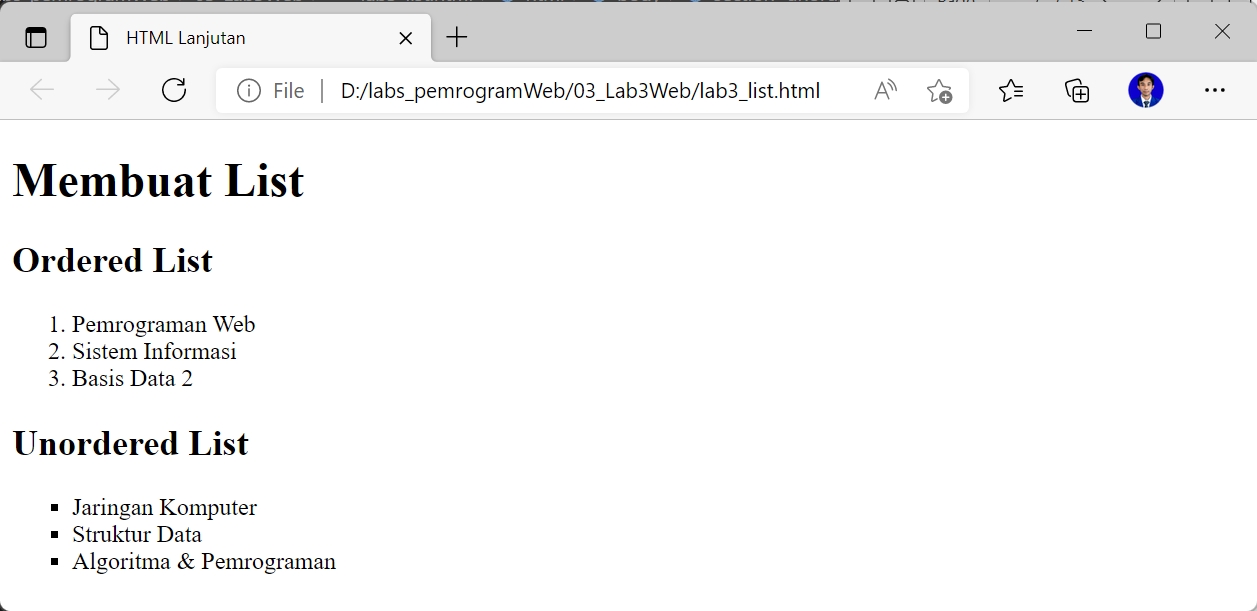 HTML Lanjutan
File
D:/labs_pemrogramWeb/03_Lab3Web/lab3_list.html
Membuat List
Ordered List
1. Pemrograman Web
2. Sistem Informasi
3. Basis Data 2
Unordered List
▪ Jaringan Komputer
▪ Struktur Data
▪ Algoritma & Pemrograman